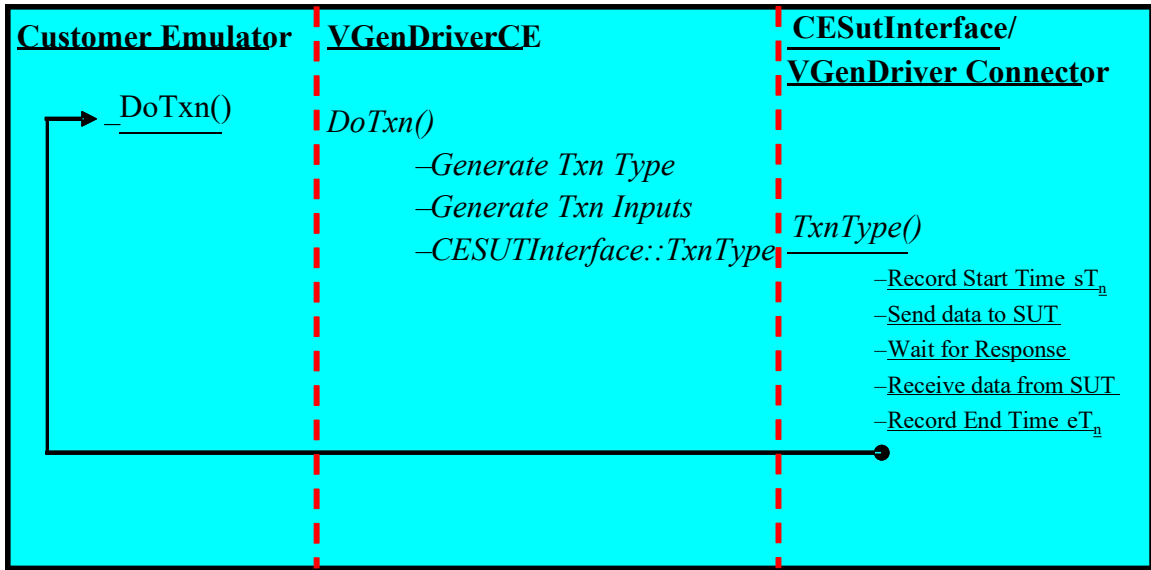 Customer Emulator
_DoTxn()
VGenDriverCE
DoTxn()
–Generate Txn Type
–Generate Txn Inputs
–CESUTInterface::TxnType
CESutInterface/
VGenDriver Connector
TxnType()
–Record Start Time sTn
–Send data to SUT
–Wait for Response
–Receive data from SUT
–Record End Time eTn